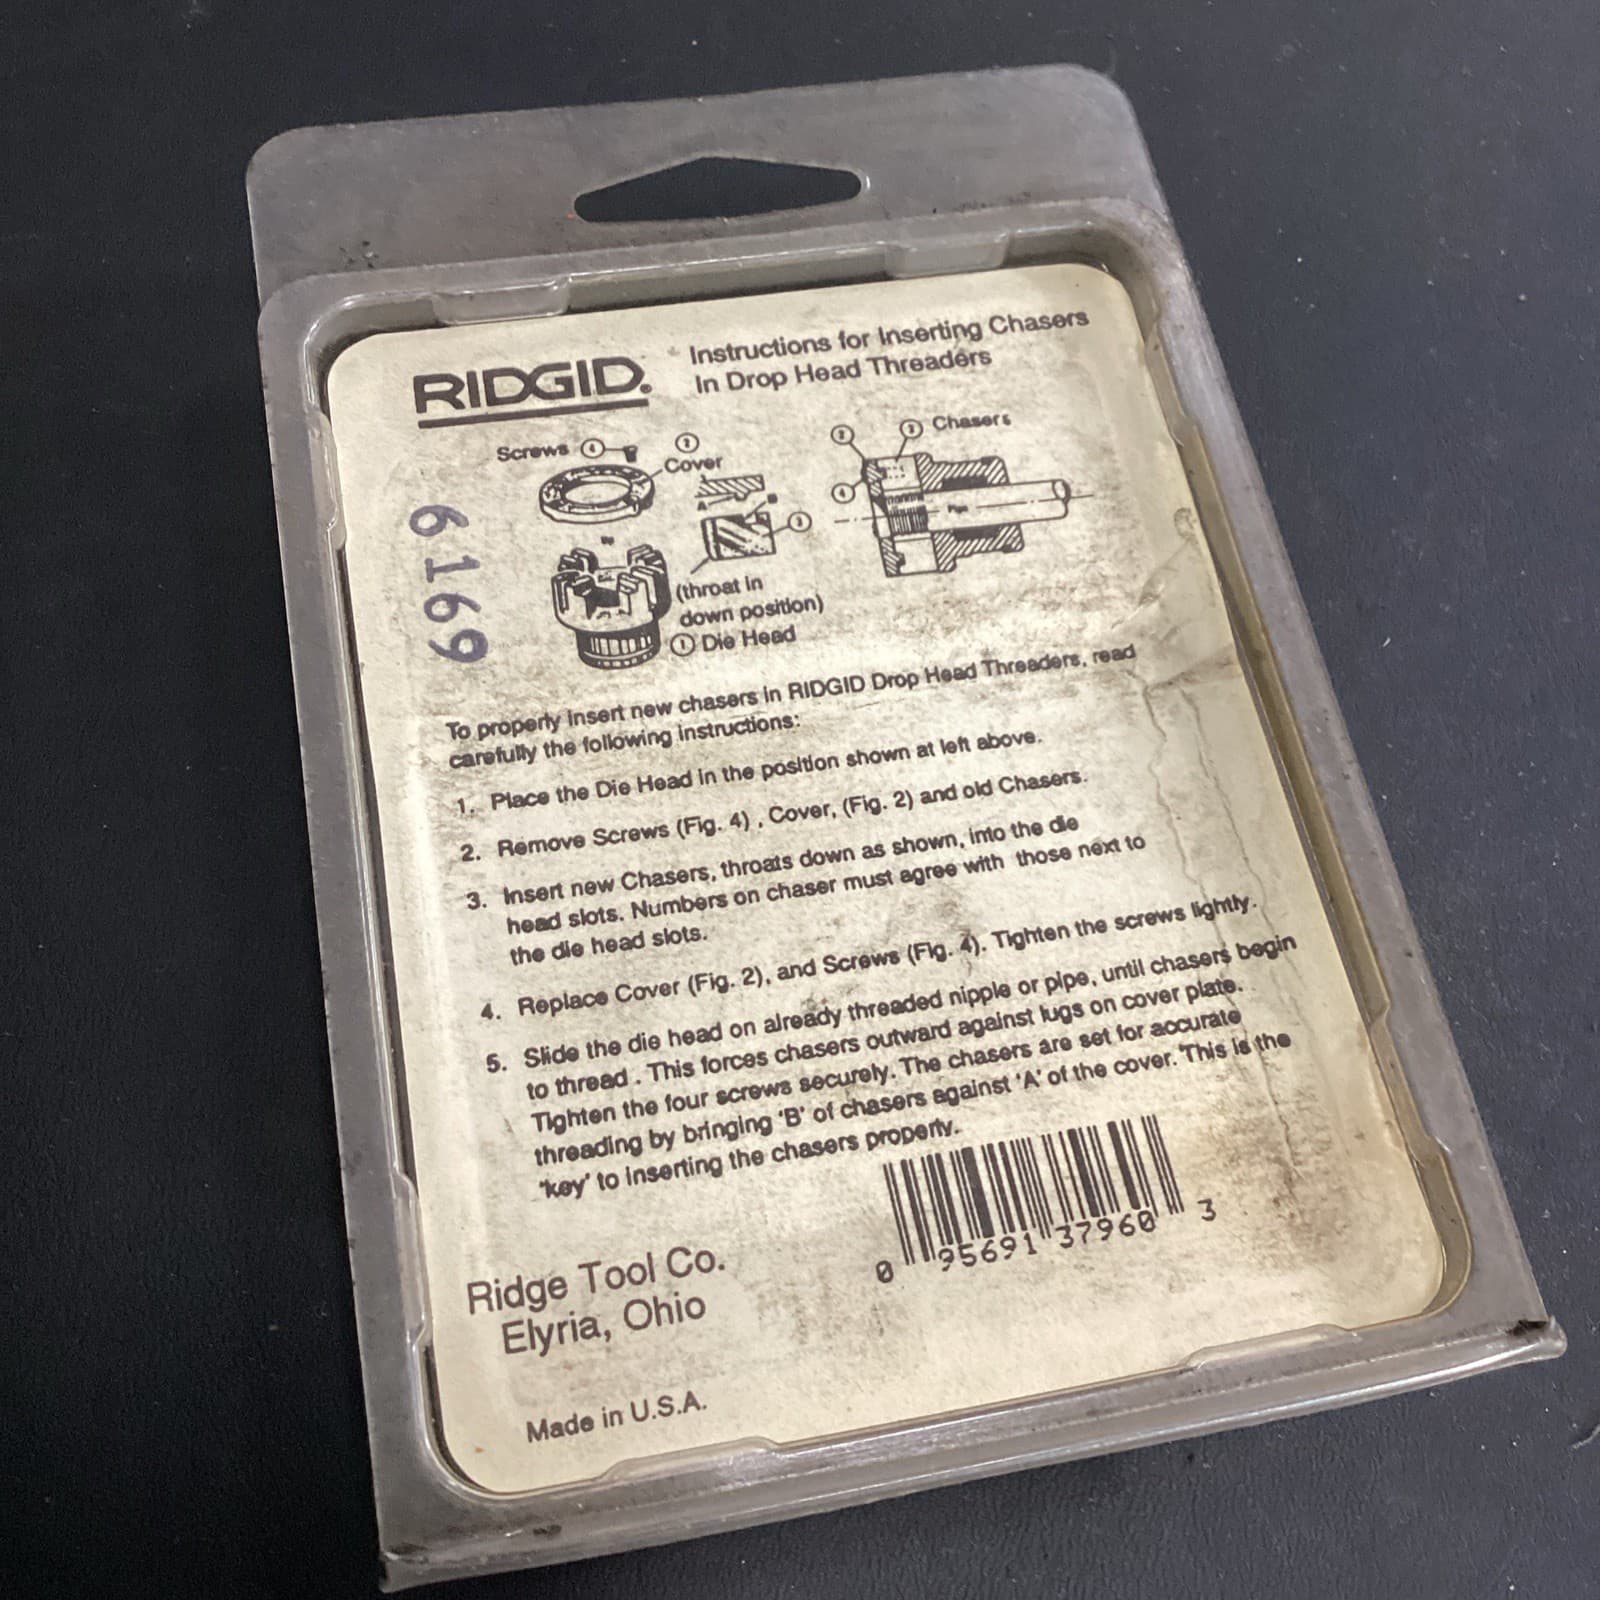 RIDGID®
Instructions for Inserting Chasers
In Drop Head Threaders
Screws 4
2
Cover
A
B
3
(throat in
down position)
1 Die Head
2
3 Chasers
4
Pipe
6169
To properly insert new chasers in RIDGID Drop Head Threaders, read
carefully the following instructions:
1. Place the Die Head in the position shown at left above.
2. Remove Screws (Fig. 4) , Cover, (Fig. 2) and old Chasers.
3. Insert new Chasers, throats down as shown, into the die
head slots. Numbers on chaser must agree with those next to
the die head slots.
4. Replace Cover (Fig. 2), and Screws (Fig. 4). Tighten the screws lightly.
5. Slide the die head on already threaded nipple or pipe, until chasers begin
to thread . This forces chasers outward against lugs on cover plate.
Tighten the four screws securely. The chasers are set for accurate
threading by bringing 'B' of chasers against 'A' of the cover. This is the
'key' to inserting the chasers properly.
0 95691 37960 3
Ridge Tool Co.
Elyria, Ohio
Made in U.S.A.